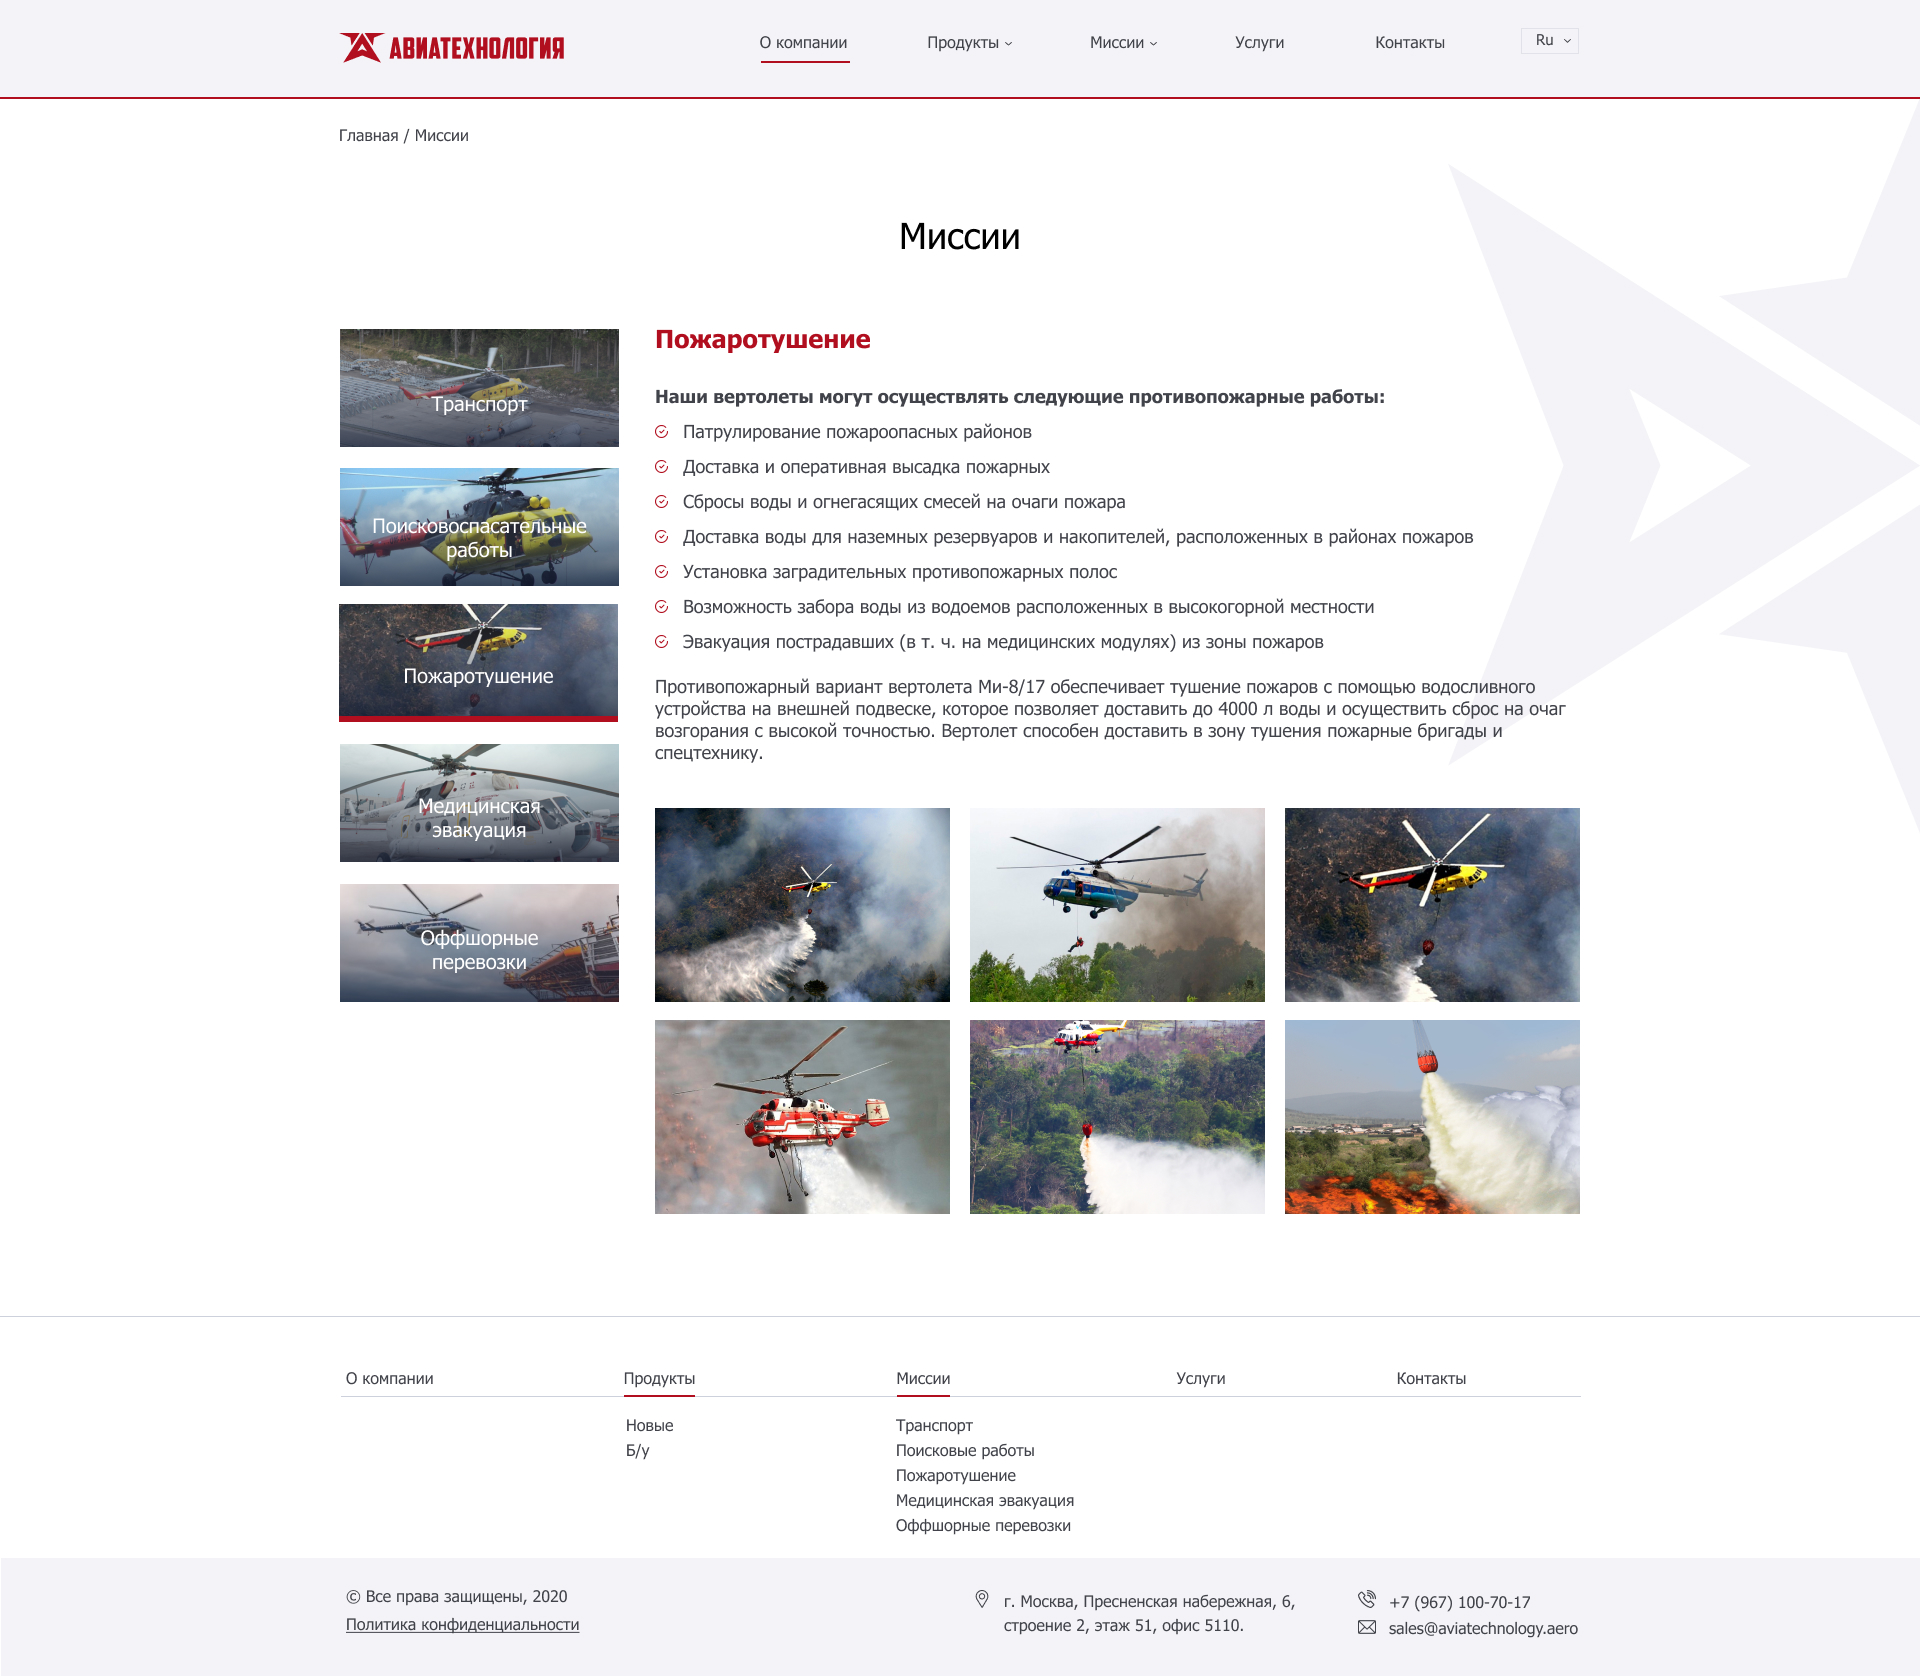 АВИАТЕХНОЛОГИЯ
О компании
Продукты
Миссии
Услуги
Контакты
Ru
Главная / Миссии
Миссии
Транспорт
Поисковоспасательные
работы
Пожаротушение
Медицинская
эвакуация
Оффшорные
перевозки
Пожаротушение
Наши вертолеты могут осуществлять следующие противопожарные работы:
Патрулирование пожароопасных районов
Доставка и оперативная высадка пожарных
Сбросы воды и огнегасящих смесей на очаги пожара
Доставка воды для наземных резервуаров и накопителей, расположенных в районах пожаров
Установка заградительных противопожарных полос
Возможность забора воды из водоемов расположенных в высокогорной местности
Эвакуация пострадавших (в т. ч. на медицинских модулях) из зоны пожаров
Противопожарный вариант вертолета Ми-8/17 обеспечивает тушение пожаров с помощью водосливного
устройства на внешней подвеске, которое позволяет доставить до 4000 л воды и осуществить сброс на очаг
возгорания с высокой точностью. Вертолет способен доставить в зону тушения пожарные бригады и
спецтехнику.
О компании
Продукты
Миссии
Услуги
Контакты
Новые
Б/у
Транспорт
Поисковые работы
Пожаротушение
Медицинская эвакуация
Оффшорные перевозки
© Все права защищены, 2020
Политика конфиденциальности
г. Москва, Пресненская набережная, 6,
строение 2, этаж 51, офис 5110.
+7 (967) 100-70-17
sales@aviatechnology.aero